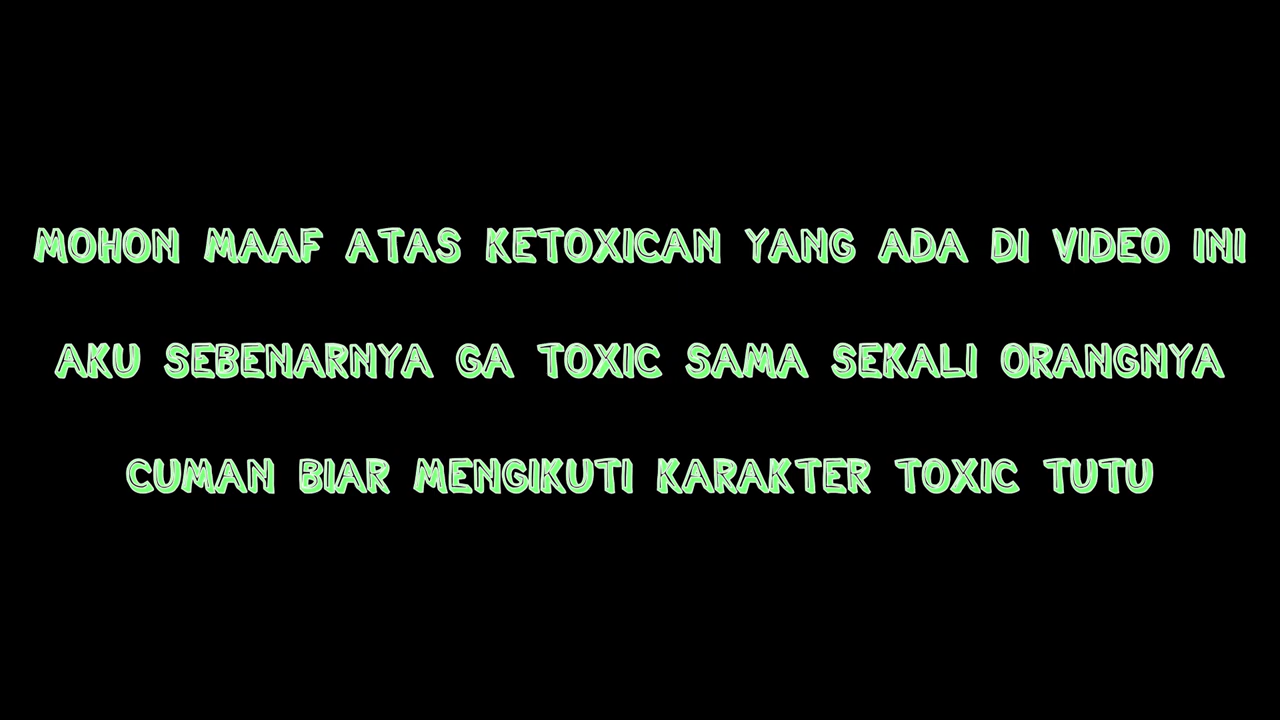 MOHON MAAF ATAS KETOXICAN YANG ADA DI VIDEO INI
AKU SEBENARNYA GA TOXIC SAMA SEKALI ORANGNYA
CUMAN BIAR MENGIKUTI KARAKTER TOXIC TUTU